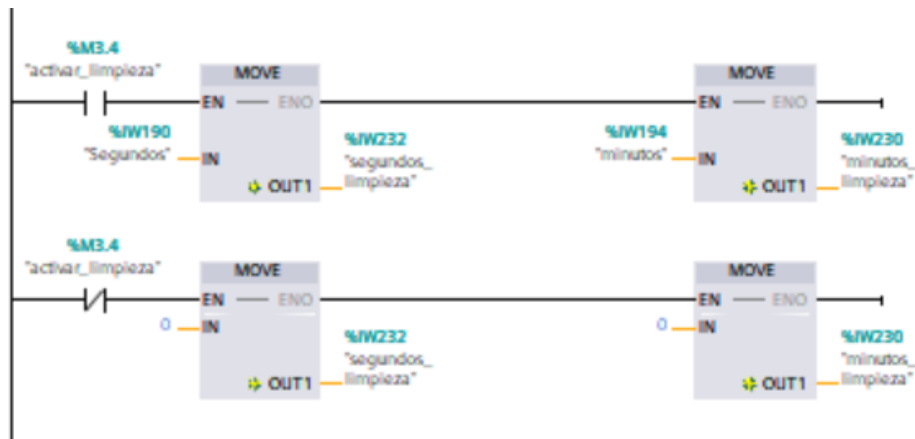 %M3.4
"activar_limpieza"
MOVE
MOVE
EN ENO
EN ENO
%IW190
"Segundos"
IN
%IW232
"segundos_
limpieza"
OUT1
%IW194
"minutos"
IN
%IW230
"minutos_
limpieza"
OUT1
%M3.4
"activar_limpieza"
MOVE
MOVE
EN ENO
EN ENO
0 IN
%IW232
"segundos_
limpieza"
OUT1
0 IN
%IW230
"minutos_
limpieza"
OUT1